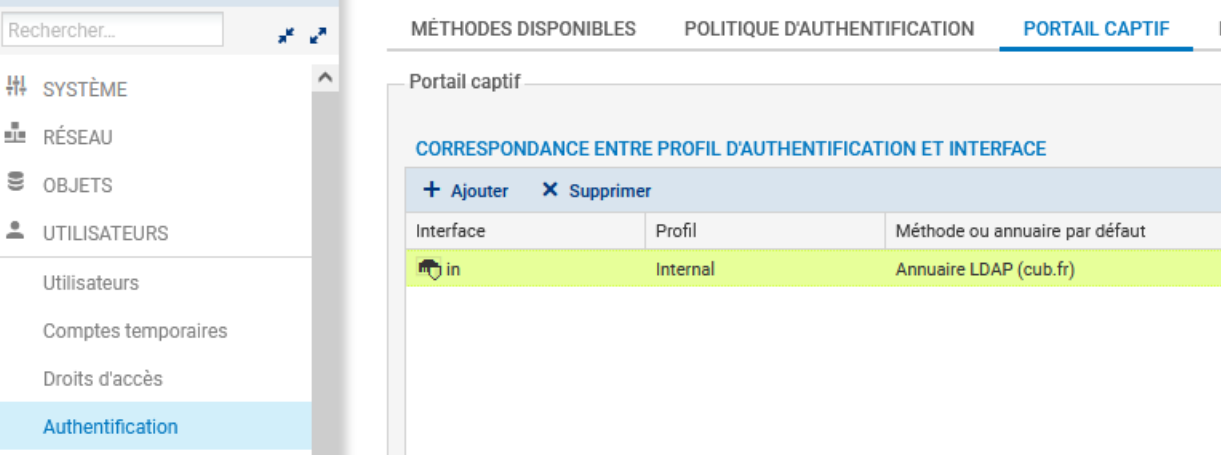 Rechercher...
SYSTÈME
RÉSEAU
OBJETS
UTILISATEURS
Utilisateurs
Comptes temporaires
Droits d'accès
Authentification
MÉTHODES DISPONIBLES POLITIQUE D'AUTHENTIFICATION PORTAIL CAPTIF
Portail captif
CORRESPONDANCE ENTRE PROFIL D'AUTHENTIFICATION ET INTERFACE
+ Ajouter × Supprimer
Interface Profil Méthode ou annuaire par défaut
in Internal Annuaire LDAP (cub.fr)